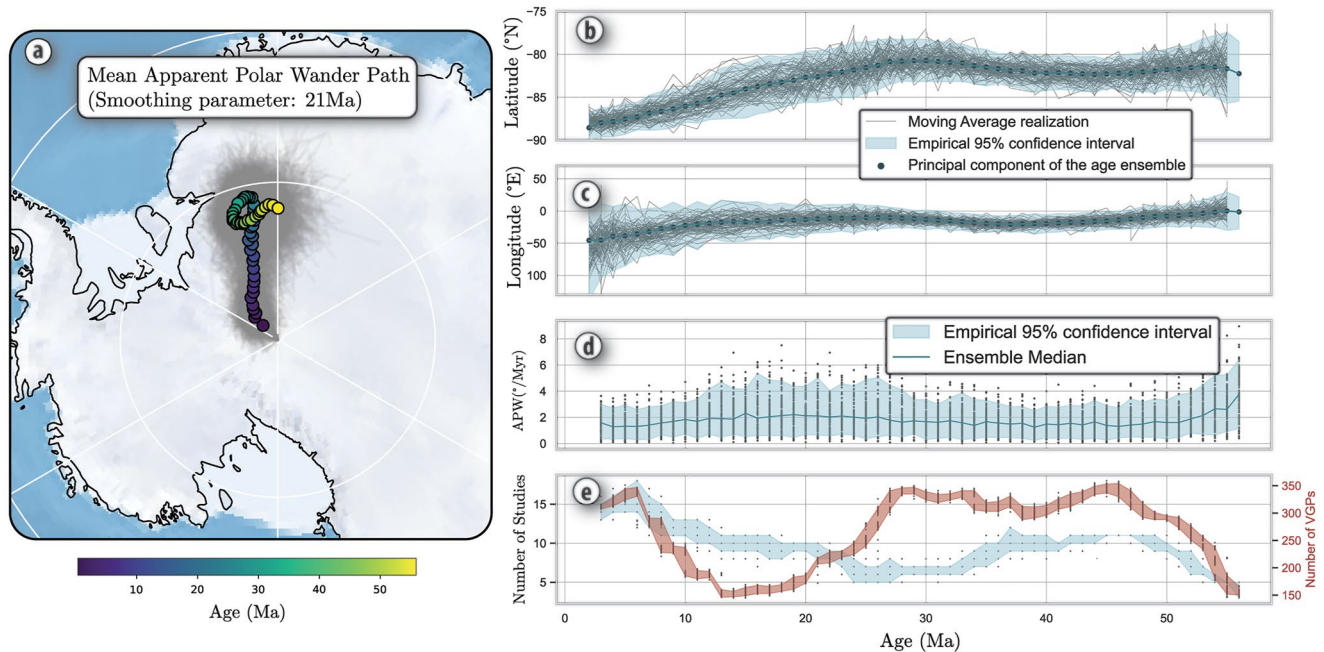 a
Mean Apparent Polar Wander Path
(Smoothing parameter: 21Ma)
10 20 30 40 50
Age (Ma)
b
Latitude (°N)
−75
−80
−85
−90
Moving Average realization
Empirical 95% confidence interval
Principal component of the age ensemble
c
Longitude (°E)
50
0
−50
100
d
APW(°/Myr)
8
6
4
2
0
Empirical 95% confidence interval
Ensemble Median
e
Number of Studies
15
10
5
350
300
250
200
150
Number of VGPs
0 10 20 30 40 50
Age (Ma)